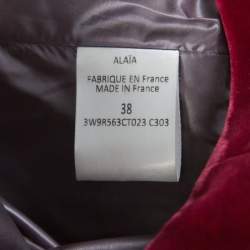 ALAÏA
FABRIQUE EN France
MADE IN France
38
3W9R563CT023 C303